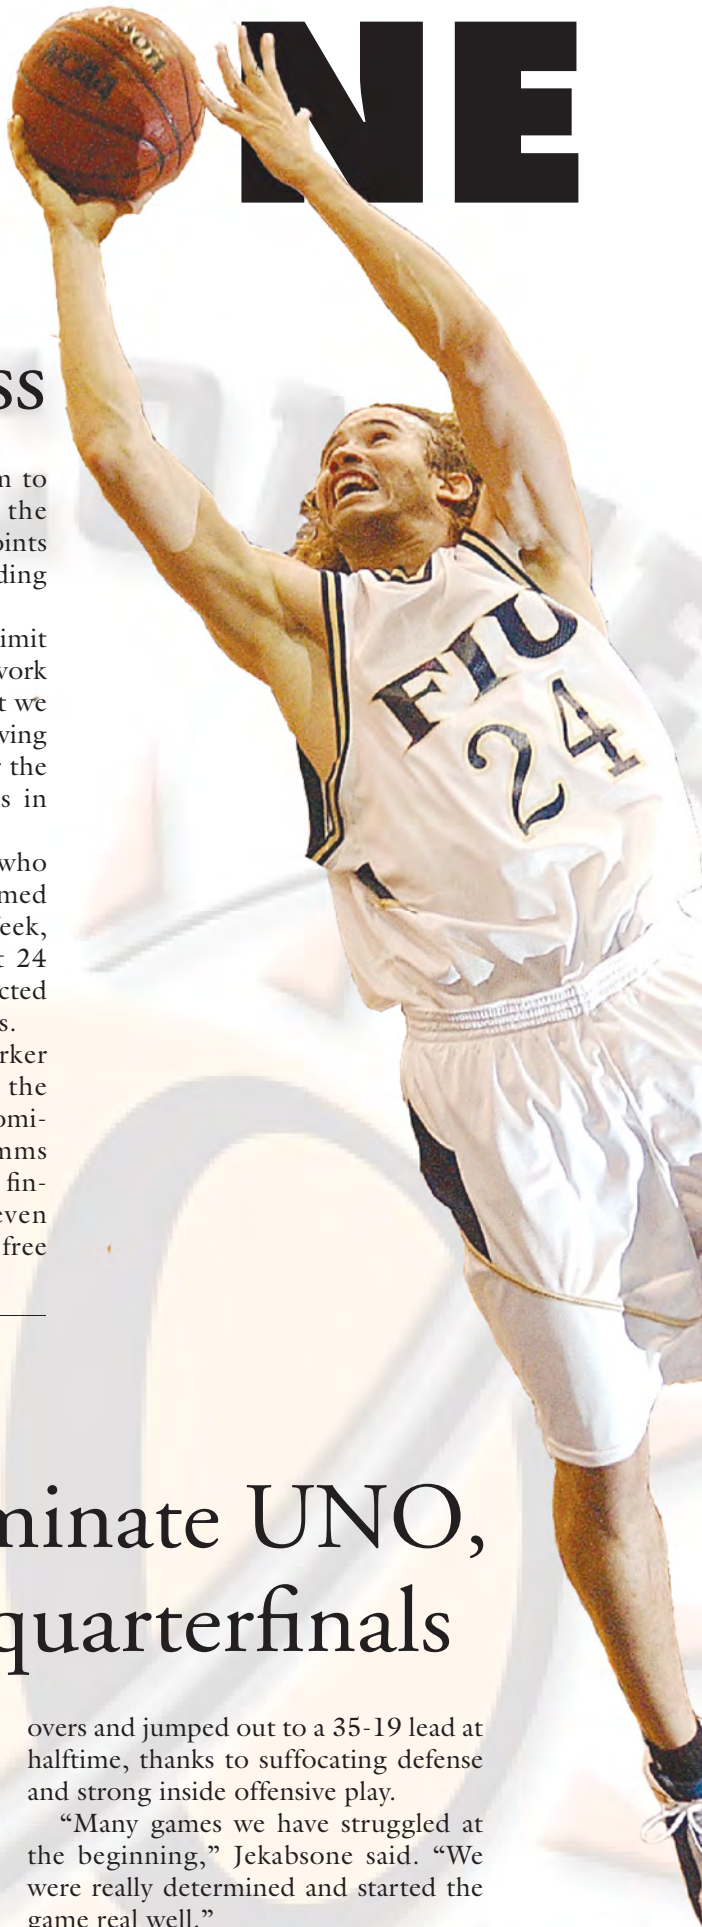 NE
Wilson
NCAA
ss
m to
the
oints
ding
imit
work
t we
ving
the
s in
who
med
eek,
t 24
cted
s.
rker
the
omi-
mms
fin-
even
free
FIU
24
minate UNO,
quarterfinals
overs and jumped out to a 35-19 lead at
halftime, thanks to suffocating defense
and strong inside offensive play.
“Many games we have struggled at
the beginning,” Jekabsone said. “We
were really determined and started the
game real well.”